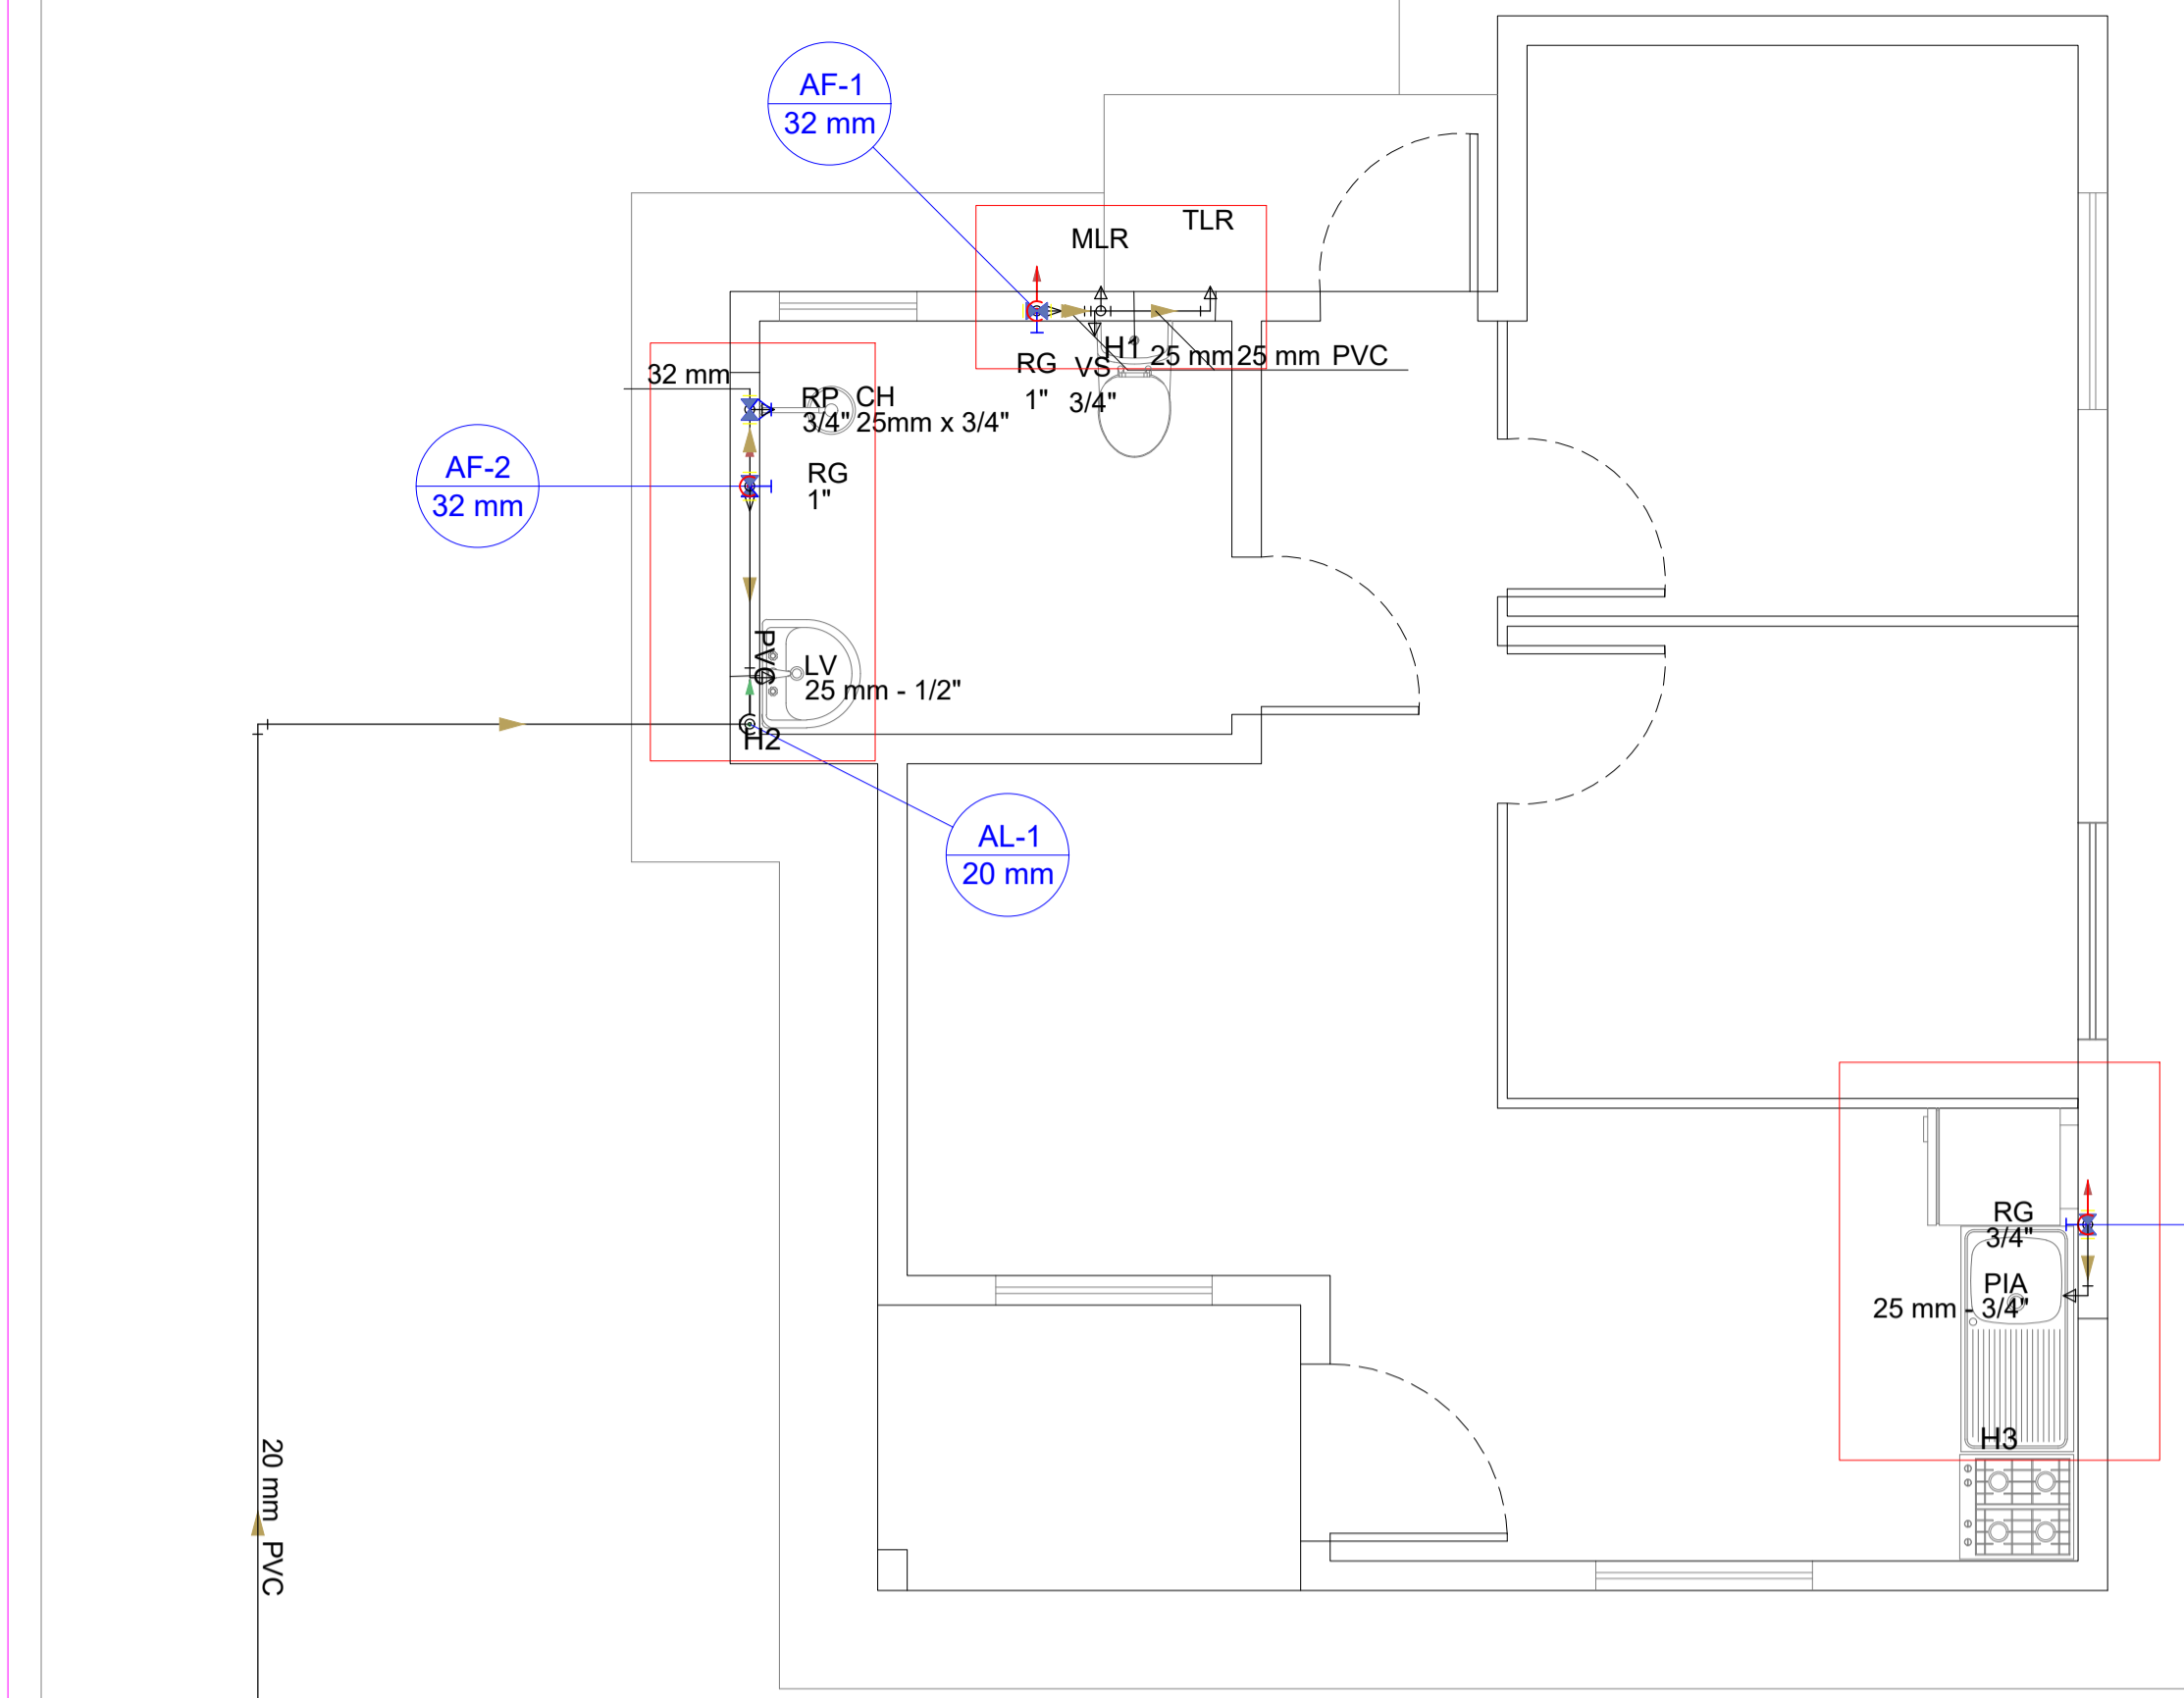 AF-1
32 mm
TLR
MLR
H1
25 mm
25 mm PVC
RG
1"
VS
3/4"
32 mm
RP
3/4"
CH
25mm x 3/4"
AF-2
32 mm
RG
1"
PVC
LV
25 mm - 1/2"
H2
AL-1
20 mm
RG
3/4"
PIA
25 mm - 3/4"
H3
20 mm PVC